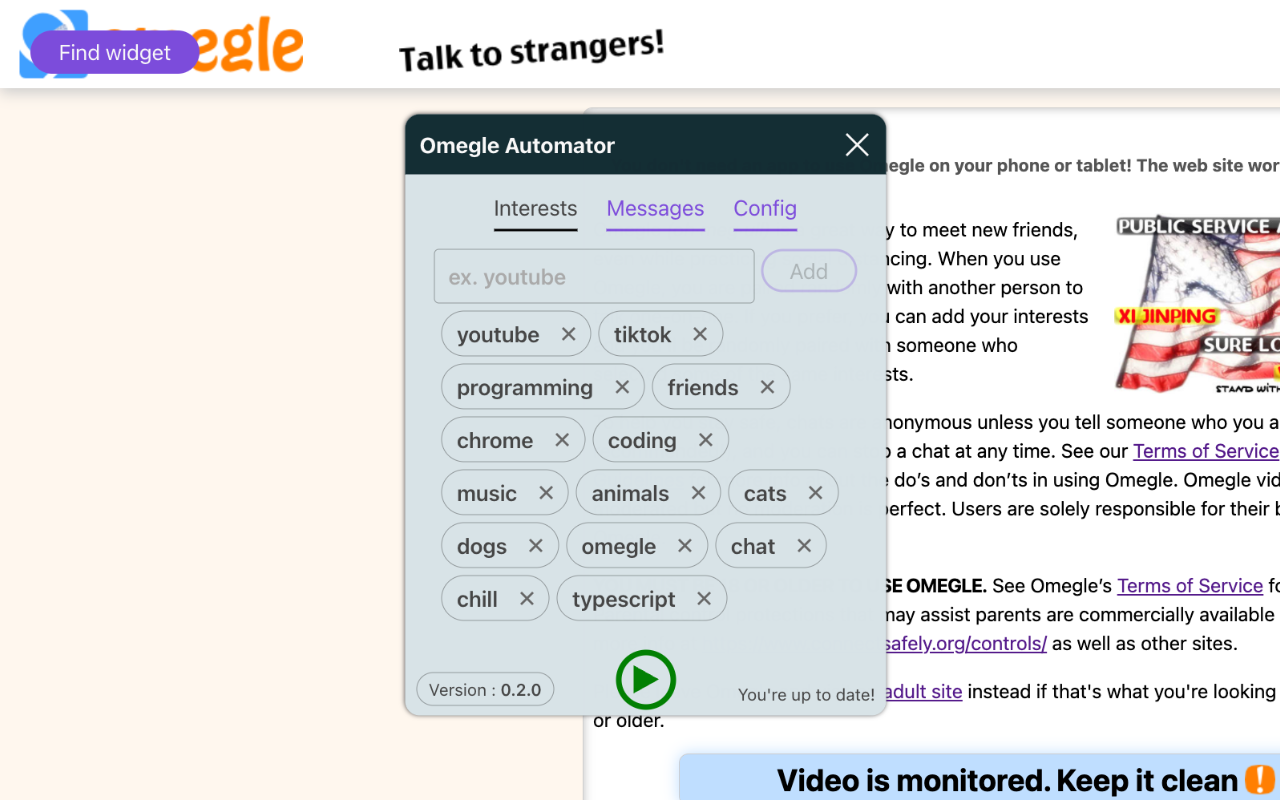 Find widget
egle
Talk to strangers!
Omegle Automator
Interests Messages Config
ex. youtube
Add
youtube
tiktok
programming
friends
chrome
coding
music
animals
cats
dogs
omegle
chat
chill
typescript
Version : 0.2.0
You're up to date!
egle on your phone or tablet! The web site wor
y to meet new friends,
ncing. When you use
with another person to
u can add your interests
n someone who
sts.
PUBLIC SERVICE A
XI JINPING
SURE LO
STAND WITH
nonymous unless you tell someone who you a
p a chat at any time. See our Terms of Service
e do’s and don’ts in using Omegle. Omegle vid
perfect. Users are solely responsible for their b
SE OMEGLE. See Omegle’s Terms of Service fo
may assist parents are commercially available
safely.org/controls/ as well as other sites.
adult site instead if that's what you're looking
or older.
Video is monitored. Keep it clean